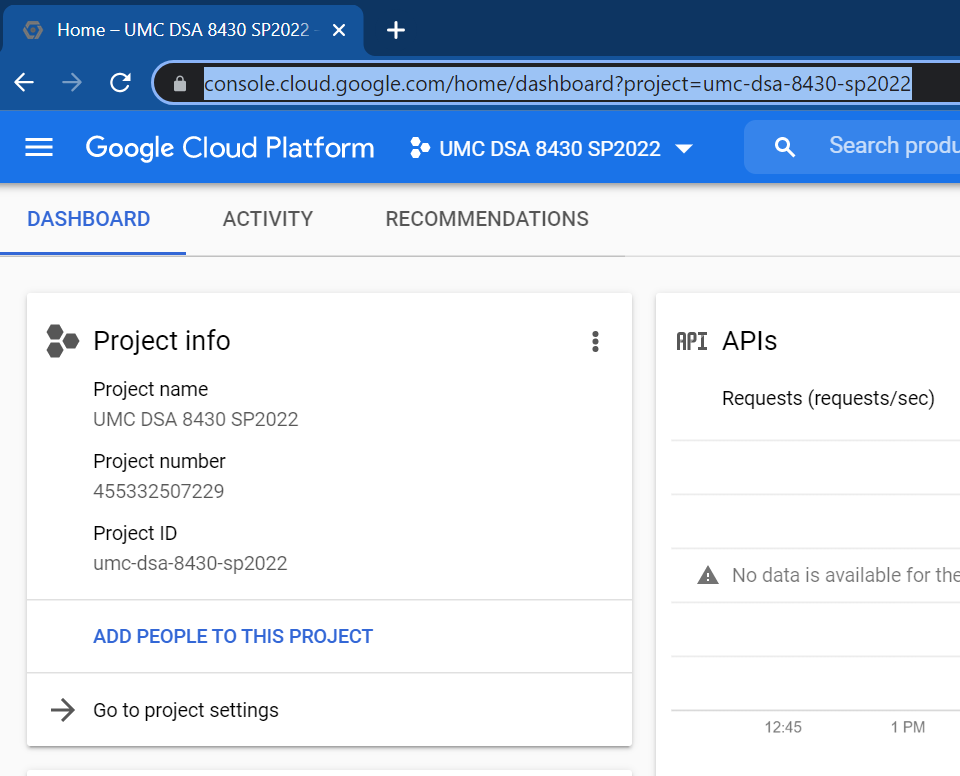 Home – UMC DSA 8430 SP2022 -
console.cloud.google.com/home/dashboard?project=umc-dsa-8430-sp2022
Google Cloud Platform
UMC DSA 8430 SP2022
Search produ
DASHBOARD
ACTIVITY
RECOMMENDATIONS
Project info
Project name
UMC DSA 8430 SP2022
Project number
455332507229
Project ID
umc-dsa-8430-sp2022
ADD PEOPLE TO THIS PROJECT
Go to project settings
API APIs
Requests (requests/sec)
No data is available for the
12:45
1 PM